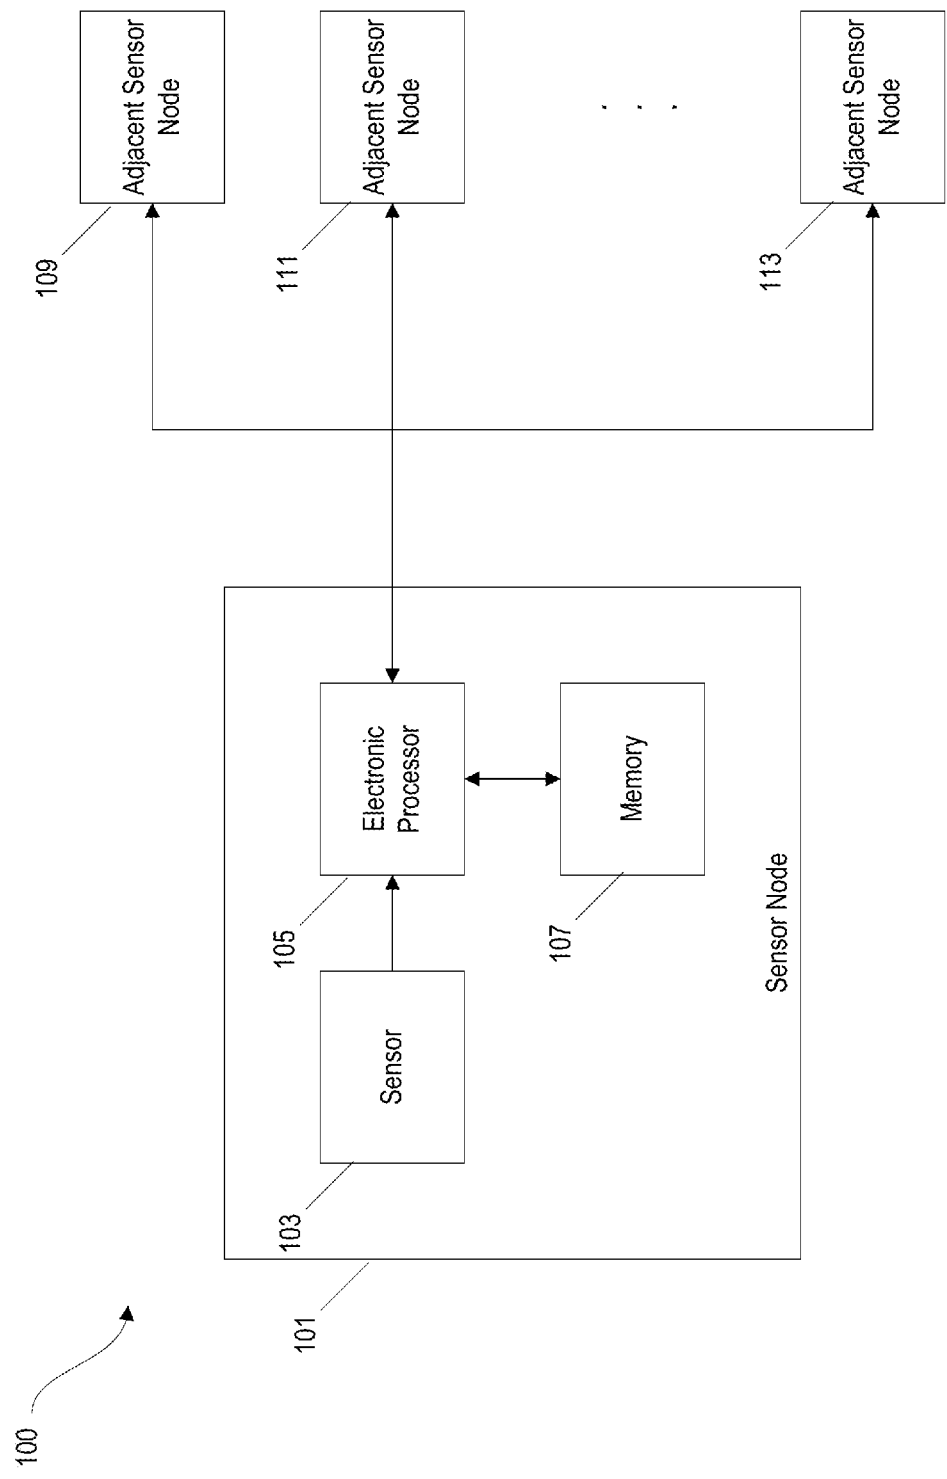 100
101
Sensor Node
103
Sensor
105
Electronic
Processor
107
Memory
109
Adjacent Sensor
Node
111
Adjacent Sensor
Node
. . .
113
Adjacent Sensor
Node